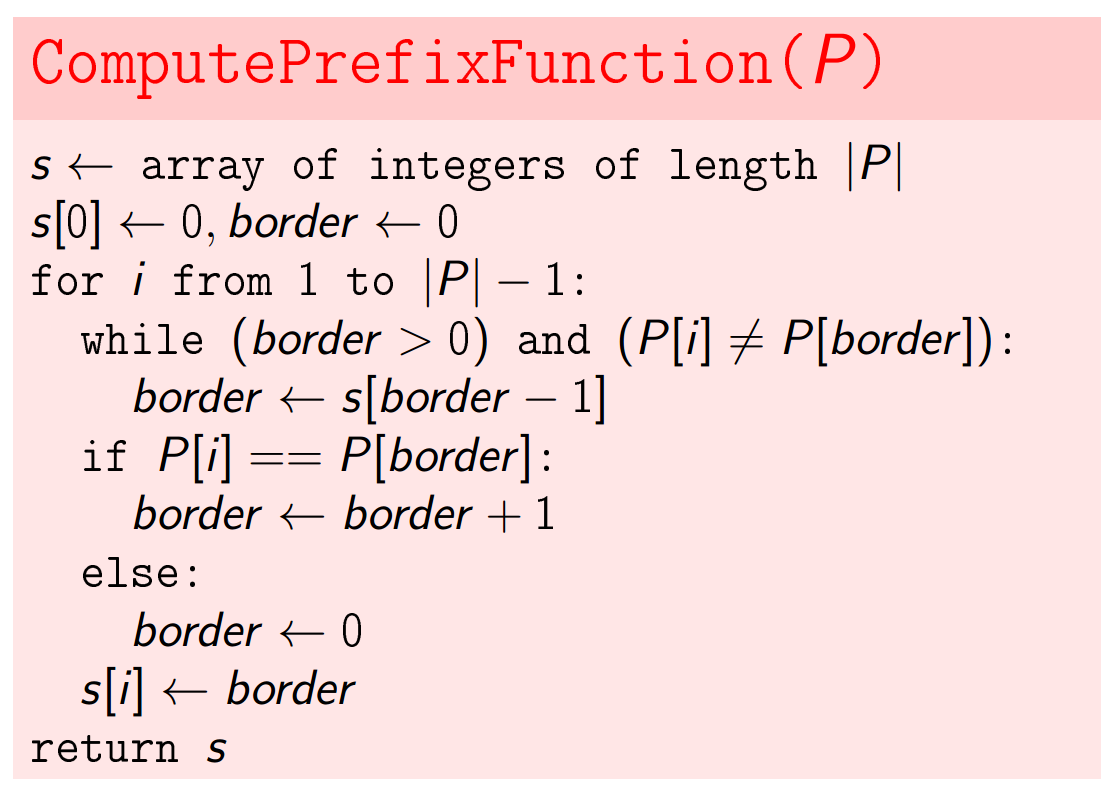 ComputePrefixFunction(P)
s ← array of integers of length |P|
s[0] ← 0, border ← 0
for i from 1 to |P| − 1:
while (border > 0) and (P[i] ≠ P[border]):
border ← s[border − 1]
if P[i] == P[border]:
border ← border + 1
else:
border ← 0
s[i] ← border
return s